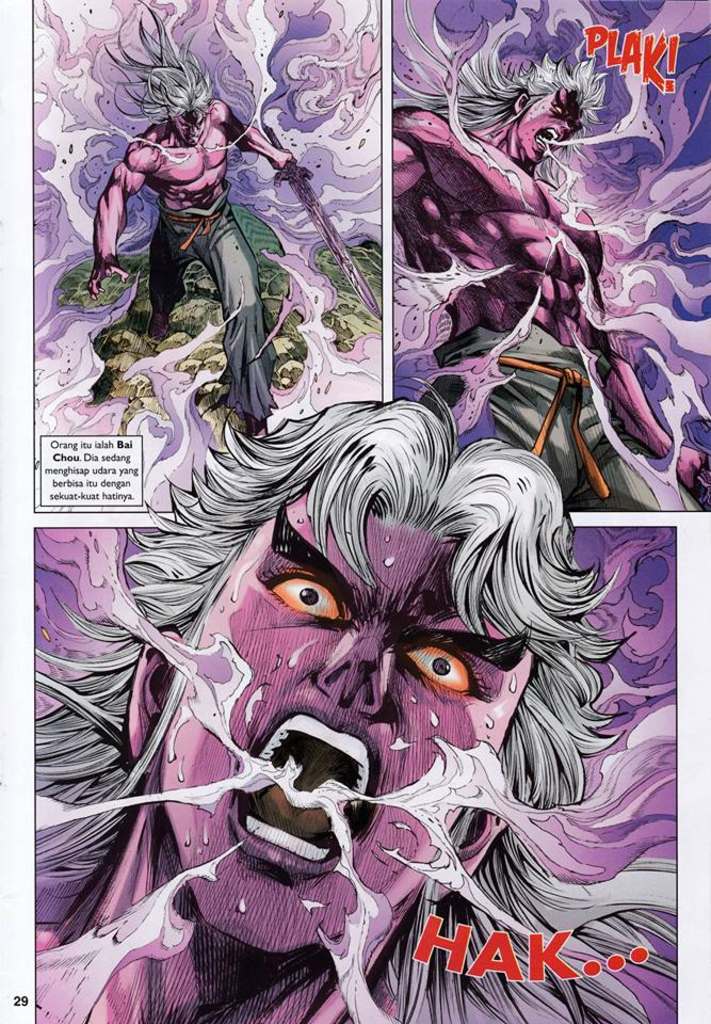 PLAK!
Orang itu ialah Bai
Chou. Dia sedang
menghisap udara yang
berbisa itu dengan
sekuat-kuat hatinya.
HAK...
29